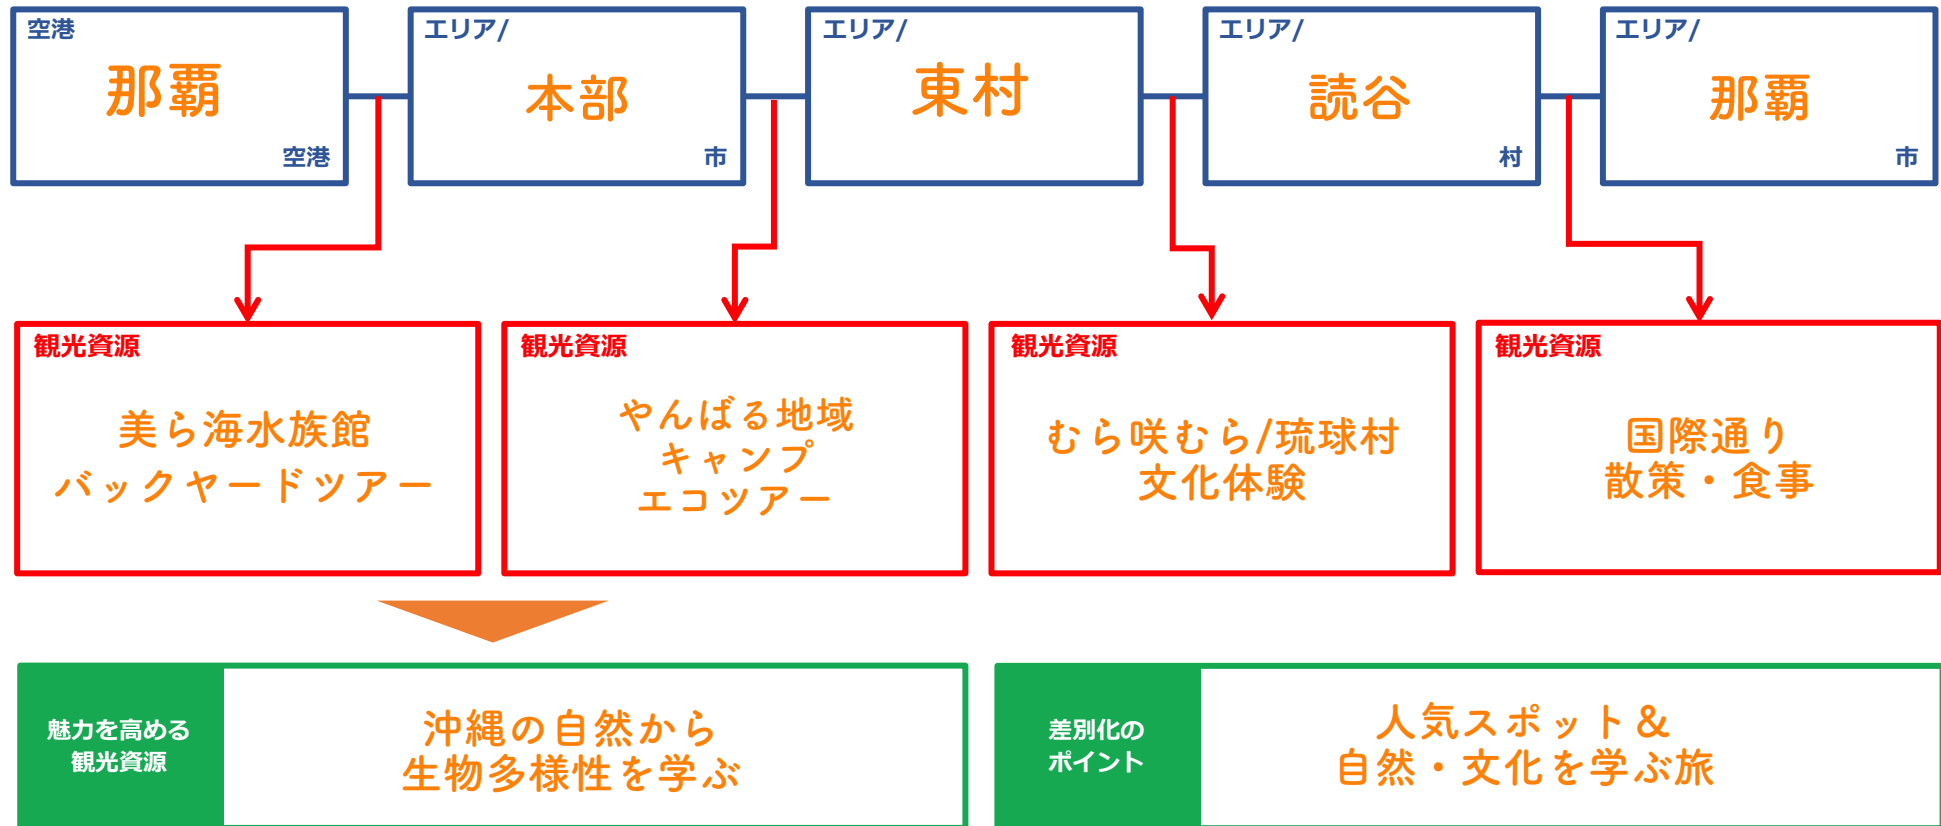 空港
那覇
空港
エリア/
本部
市
エリア/
東村
エリア/
読谷
村
エリア/
那覇
市
観光資源
美ら海水族館
バックヤードツアー
観光資源
やんばる地域
キャンプ
エコツアー
観光資源
むら咲むら/琉球村
文化体験
観光資源
国際通り
散策・食事
魅力を高める
観光資源
沖縄の自然から
生物多様性を学ぶ
差別化の
ポイント
人気スポット＆
自然・文化を学ぶ旅